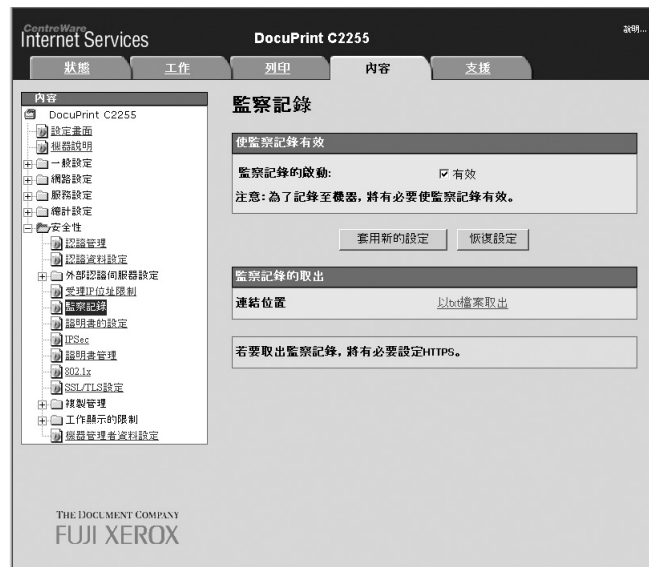 CentreWare
Internet Services
DocuPrint C2255
說明...
狀態
工作
列印
內容
支援
內容
DocuPrint C2255
設定畫面
機器說明
一般設定
網路設定
服務設定
總計設定
安全性
認證管理
認證資料設定
外部認證伺服器設定
受理IP位址限制
監察記錄
證明書的設定
IPSec
證明書管理
802.1x
SSL/TLS設定
複製管理
工作顯示的限制
機器管理者資料設定
監察記錄
使監察記錄有效
監察記錄的啟動:
有效
注意:為了記錄至機器,將有必要使監察記錄有效。
套用新的設定
恢復設定
監察記錄的取出
連結位置
以txt檔案取出
若要取出監察記錄,將有必要設定HTTPS。
THE DOCUMENT COMPANY
FUJI XEROX